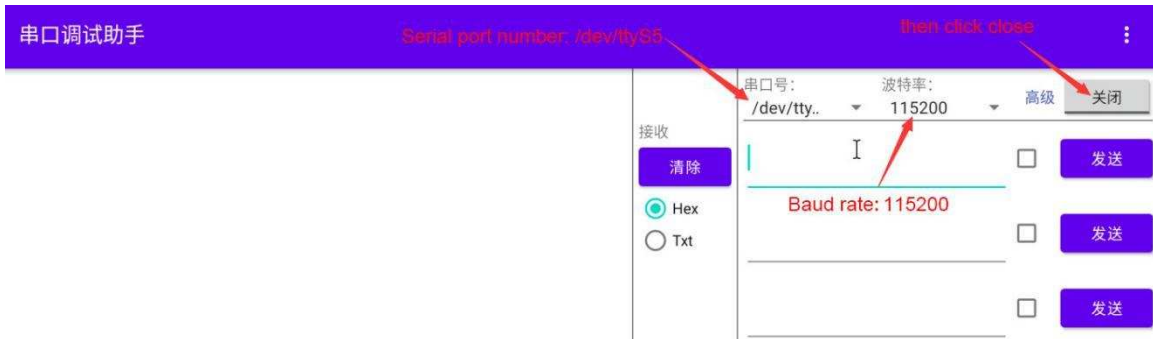 串口调试助手
Serial port number: /dev/ttyS5
then click close
串口号:
波特率:
/dev/tty..
115200
高级
关闭
接收
清除
发送
Hex
Baud rate: 115200
Txt
发送
发送